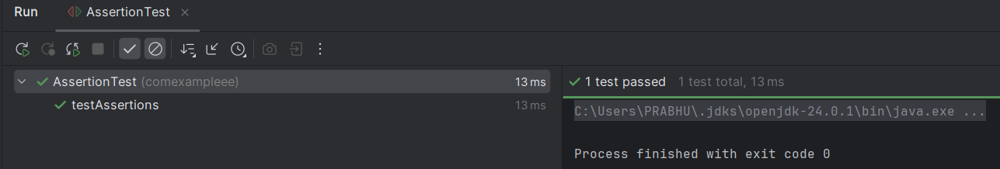 Run AssertionTest
AssertionTest (comexampleee) 13 ms
testAssertions 13 ms
1 test passed 1 test total, 13 ms
C:\Users\PRABHU\.jdks\openjdk-24.0.1\bin\java.exe ...
Process finished with exit code 0